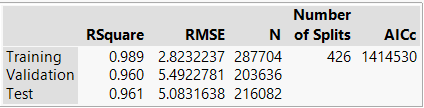 Number
RSquare RMSE N of Splits AICc
Training 0.989 2.8232237 287704 426 1414530
Validation 0.960 5.4922781 203636
Test 0.961 5.0831638 216082